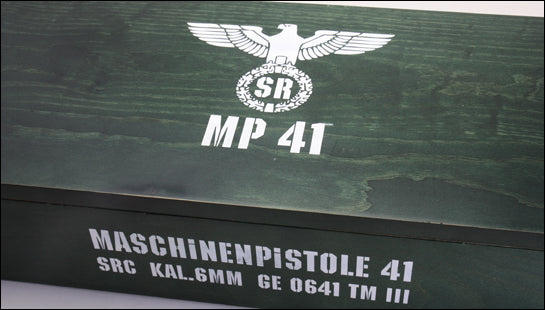 SR
MP 41
MASCHiNENPiSTOLE 41
SRC KAL.6MM GE 0641 TM III